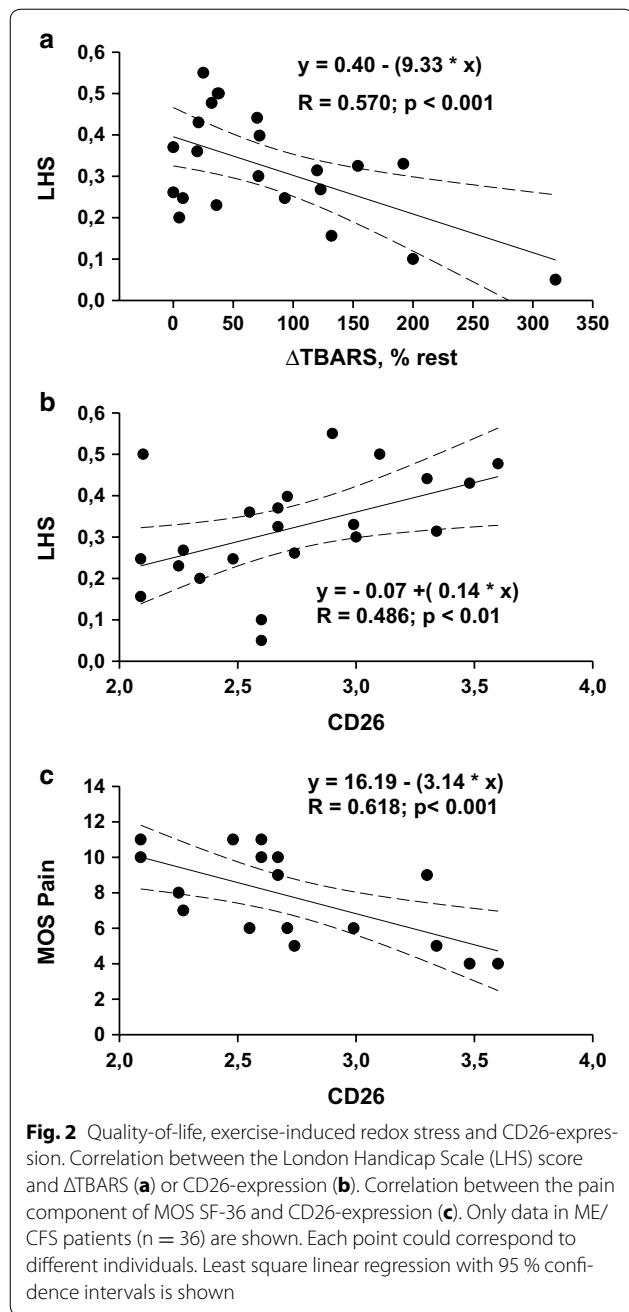 a
y = 0.40 - (9.33 * x)
R = 0.570; p < 0.001
LHS
0,6
0,5
0,4
0,3
0,2
0,1
0,0
0 50 100 150 200 250 300 350
ΔTBARS, % rest
b
LHS
0,6
0,5
0,4
0,3
0,2
0,1
0,0
y = - 0.07 +( 0.14 * x)
R = 0.486; p < 0.01
2,0 2,5 3,0 3,5 4,0
CD26
c
y = 16.19 - (3.14 * x)
R = 0.618; p< 0.001
MOS Pain
14
12
10
8
6
4
2
0
2,0 2,5 3,0 3,5 4,0
CD26
Fig. 2 Quality-of-life, exercise-induced redox stress and CD26-expres-
sion. Correlation between the London Handicap Scale (LHS) score
and ΔTBARS (a) or CD26-expression (b). Correlation between the pain
component of MOS SF-36 and CD26-expression (c). Only data in ME/
CFS patients (n = 36) are shown. Each point could correspond to
different individuals. Least square linear regression with 95 % confi-
dence intervals is shown